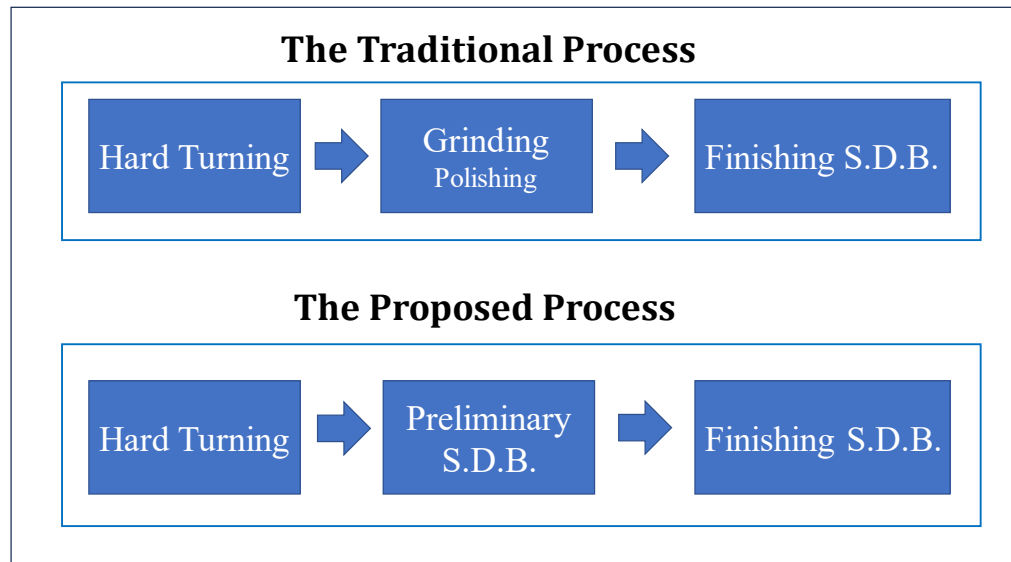 The Traditional Process
Hard Turning
Grinding
Polishing
Finishing S.D.B.
The Proposed Process
Hard Turning
Preliminary
S.D.B.
Finishing S.D.B.